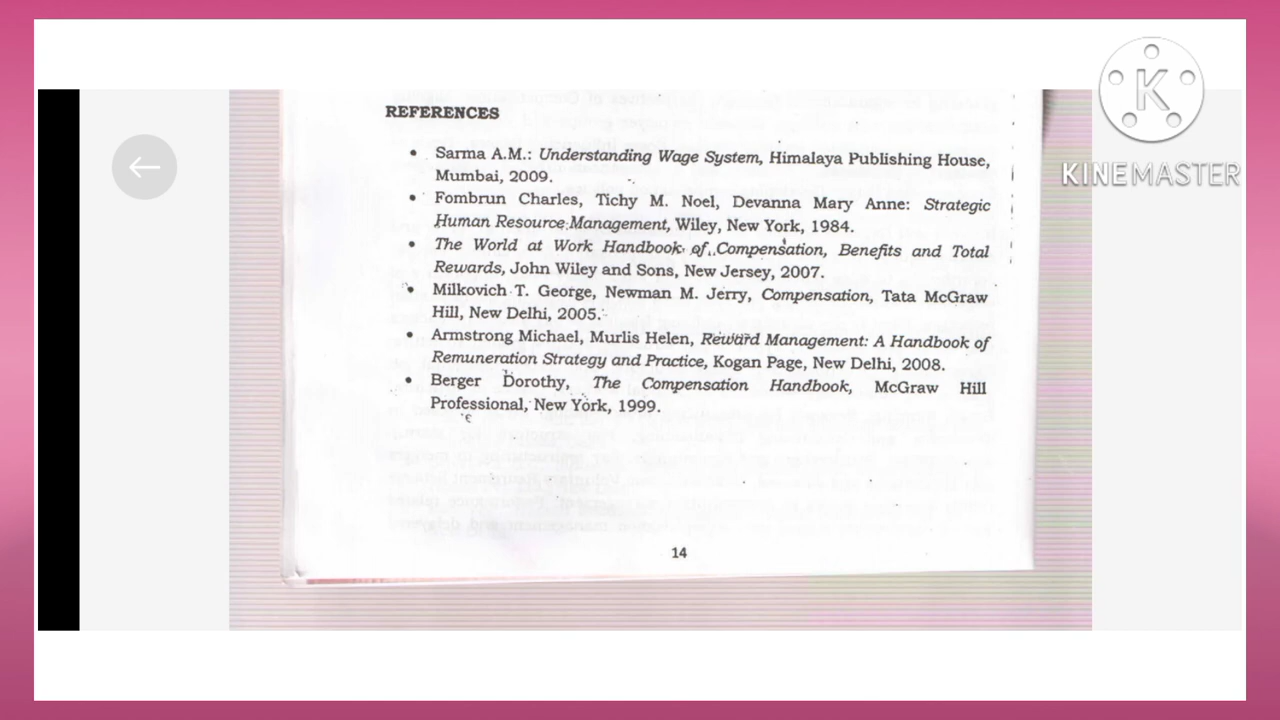 K
KINEMASTER
REFERENCES
• Sarma A.M.: Understanding Wage System, Himalaya Publishing House,
Mumbai, 2009.
• Fombrun Charles, Tichy M. Noel, Devanna Mary Anne: Strategic
Human Resource Management, Wiley, New York, 1984.
• The World at Work Handbook of Compensation, Benefits and Total
Rewards, John Wiley and Sons, New Jersey, 2007.
• Milkovich T. George, Newman M. Jerry, Compensation, Tata McGraw
Hill, New Delhi, 2005.
• Armstrong Michael, Murlis Helen, Reward Management: A Handbook of
Remuneration Strategy and Practice, Kogan Page, New Delhi, 2008.
• Berger Dorothy, The Compensation Handbook, McGraw Hill
Professional, New York, 1999.
14